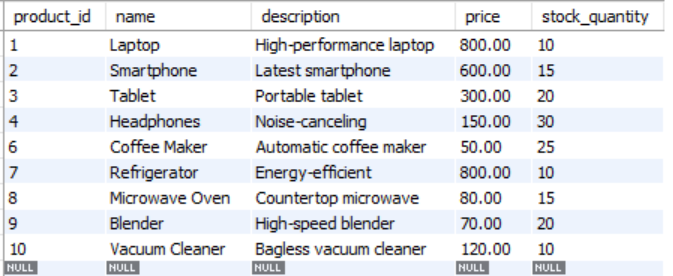 product_id name description price stock_quantity
1 Laptop High-performance laptop 800.00 10
2 Smartphone Latest smartphone 600.00 15
3 Tablet Portable tablet 300.00 20
4 Headphones Noise-canceling 150.00 30
6 Coffee Maker Automatic coffee maker 50.00 25
7 Refrigerator Energy-efficient 800.00 10
8 Microwave Oven Countertop microwave 80.00 15
9 Blender High-speed blender 70.00 20
10 Vacuum Cleaner Bagless vacuum cleaner 120.00 10
NULL NULL NULL NULL NULL